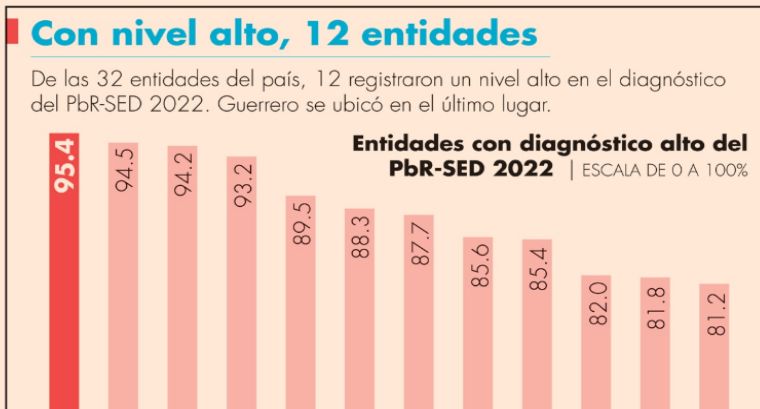 Con nivel alto, 12 entidades
De las 32 entidades del país, 12 registraron un nivel alto en el diagnóstico
del PbR-SED 2022. Guerrero se ubicó en el último lugar.
Entidades con diagnóstico alto del
PbR-SED 2022 | ESCALA DE 0 A 100%
95.4
94.5
94.2
93.2
89.5
88.3
87.7
85.6
85.4
82.0
81.8
81.2